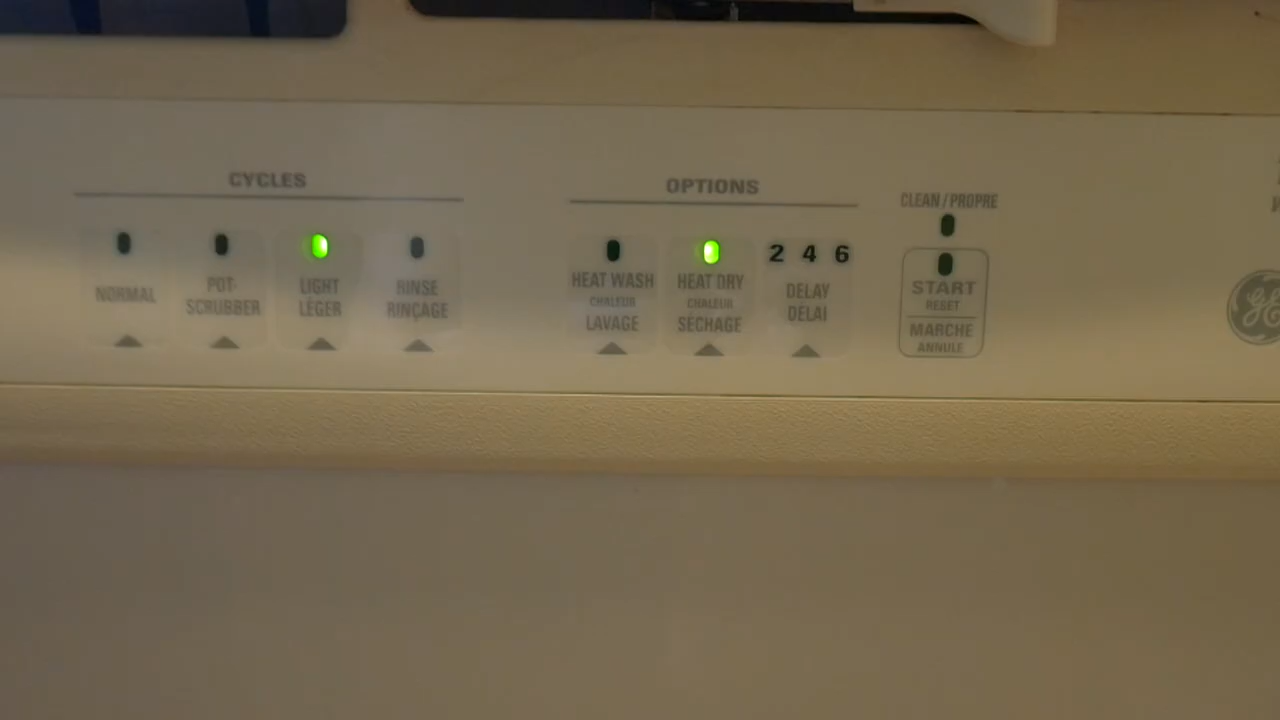 CYCLES
NORMAL
POT-
SCRUBBER
LIGHT
LÉGER
RINSE
RINÇAGE
OPTIONS
HEAT WASH
CHALEUR
LAVAGE
HEAT DRY
CHALEUR
SÉCHAGE
2 4 6
DELAY
DÉLAI
CLEAN / PROPRE
START
RESET
MARCHE
ANNULE
GE